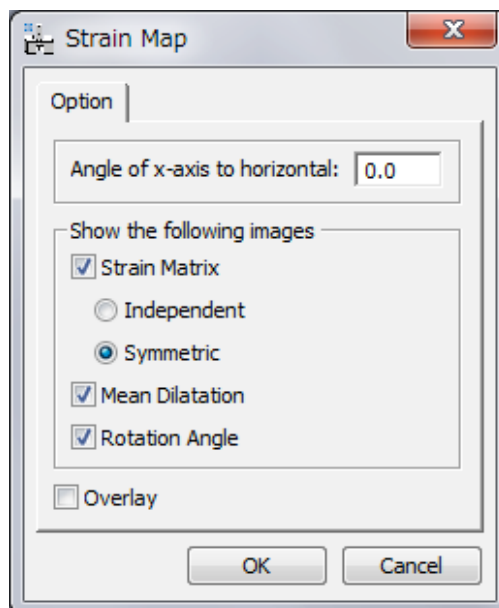 Strain Map
Option
Angle of x-axis to horizontal: 0.0
Show the following images
Strain Matrix
Independent
Symmetric
Mean Dilatation
Rotation Angle
Overlay
OK Cancel